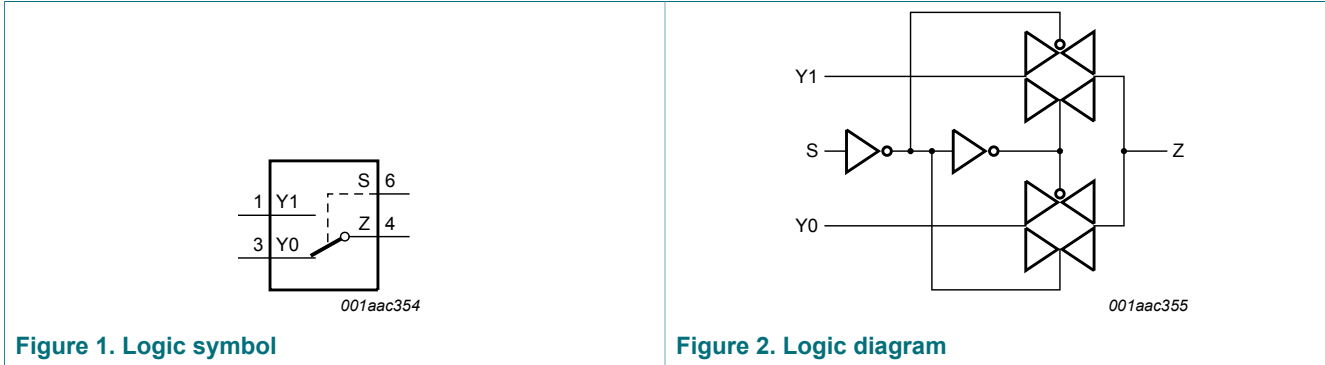 S 6
1 Y1
Z 4
3 Y0
001aac354
Figure 1. Logic symbol
Y1
S
Z
Y0
001aac355
Figure 2. Logic diagram